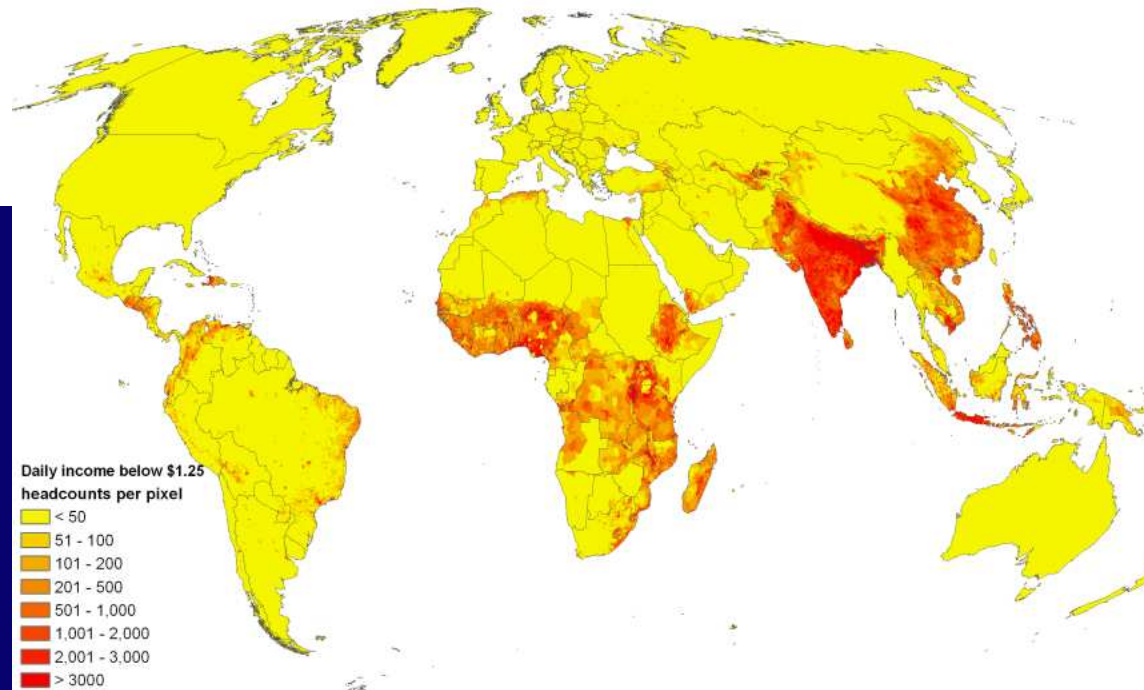 Daily income below $1.25
headcounts per pixel
< 50
51 - 100
101 - 200
201 - 500
501 - 1,000
1,001 - 2,000
2,001 - 3,000
> 3000